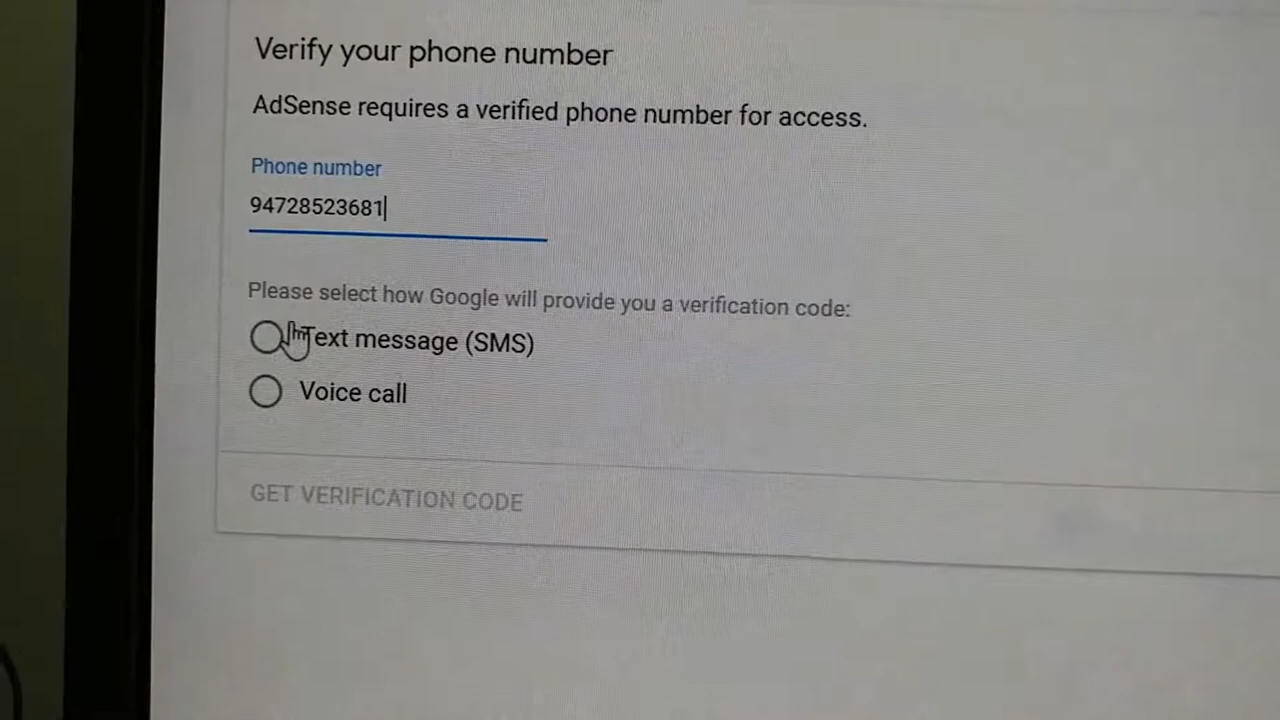 Verify your phone number
AdSense requires a verified phone number for access.
Phone number
94728523681
Please select how Google will provide you a verification code:
Text message (SMS)
Voice call
GET VERIFICATION CODE